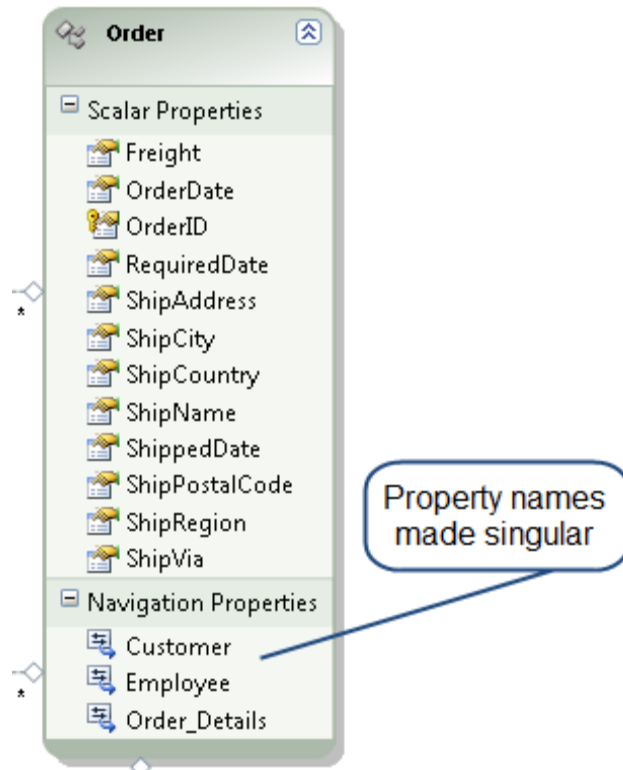 Order
Scalar Properties
Freight
OrderDate
OrderID
RequiredDate
*
ShipAddress
ShipCity
ShipCountry
ShipName
ShippedDate
ShipPostalCode
ShipRegion
ShipVia
Property names
made singular
Navigation Properties
Customer
Employee
*
Order_Details